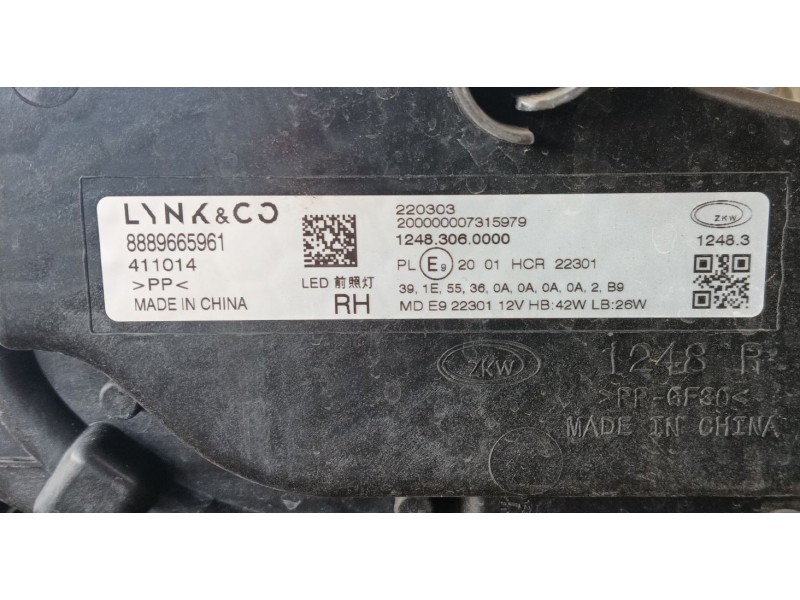 LYNK&CO
8889665961
411014
>PP<
MADE IN CHINA
LED 前照灯
RH
220303
200000007315979
1248.306.0000
PL E9 20 01 HCR 22301
39, 1E, 55, 36, 0A, 0A, 0A, 0A, 2, B9
MD E9 22301 12V HB:42W LB:26W
ZKW
1248.3
ZKW
1248 R
>PP-GF30<
MADE IN CHINA